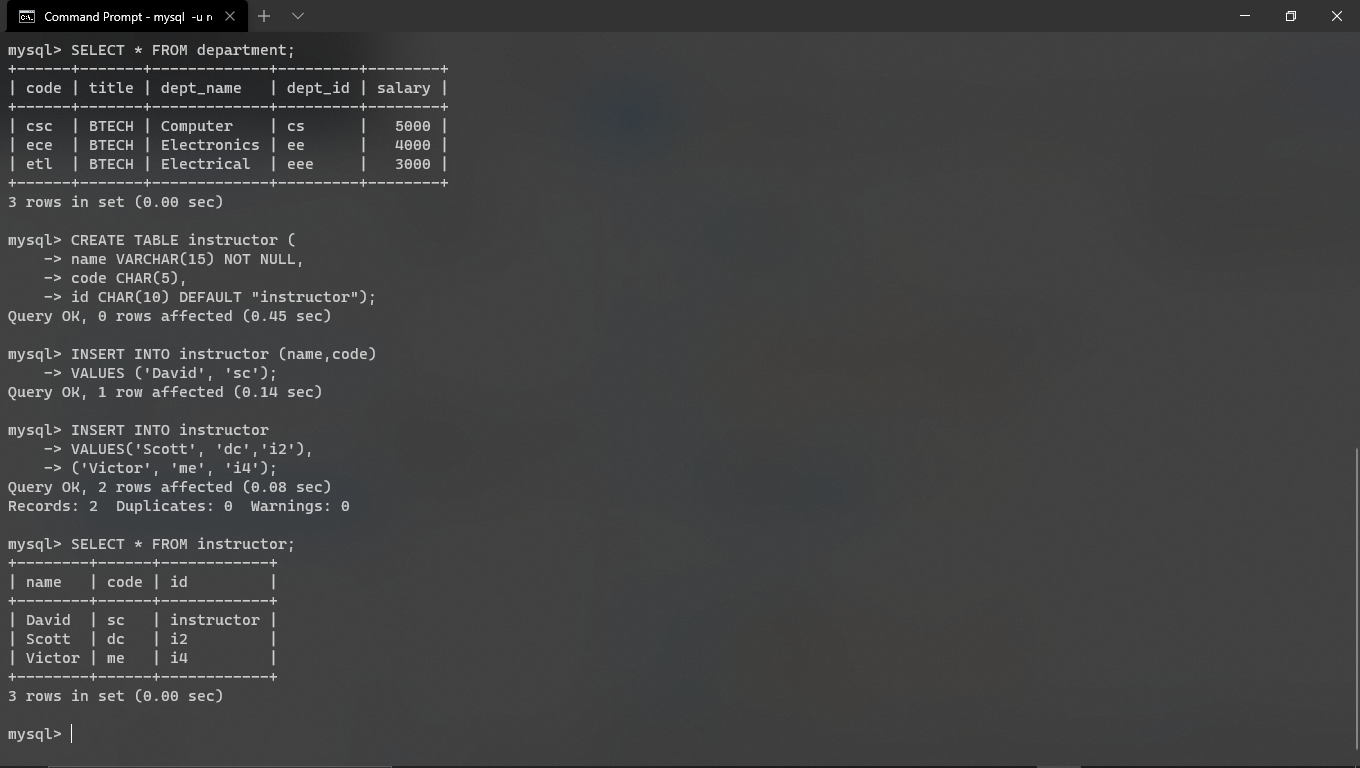 Command Prompt - mysql -u r
mysql> SELECT * FROM department;
+------+-------+-------------+---------+--------+
| code | title | dept_name   | dept_id | salary |
+------+-------+-------------+---------+--------+
| csc  | BTECH | Computer    | cs      |   5000 |
| ece  | BTECH | Electronics | ee      |   4000 |
| etl  | BTECH | Electrical  | eee     |   3000 |
+------+-------+-------------+---------+--------+
3 rows in set (0.00 sec)
mysql> CREATE TABLE instructor (
    -> name VARCHAR(15) NOT NULL,
    -> code CHAR(5),
    -> id CHAR(10) DEFAULT "instructor");
Query OK, 0 rows affected (0.45 sec)
mysql> INSERT INTO instructor (name,code)
    -> VALUES ('David', 'sc');
Query OK, 1 row affected (0.14 sec)
mysql> INSERT INTO instructor
    -> VALUES('Scott', 'dc','i2'),
    -> ('Victor', 'me', 'i4');
Query OK, 2 rows affected (0.08 sec)
Records: 2  Duplicates: 0  Warnings: 0
mysql> SELECT * FROM instructor;
+--------+------+------------+
| name   | code | id         |
+--------+------+------------+
| David  | sc   | instructor |
| Scott  | dc   | i2         |
| Victor | me   | i4         |
+--------+------+------------+
3 rows in set (0.00 sec)
mysql>